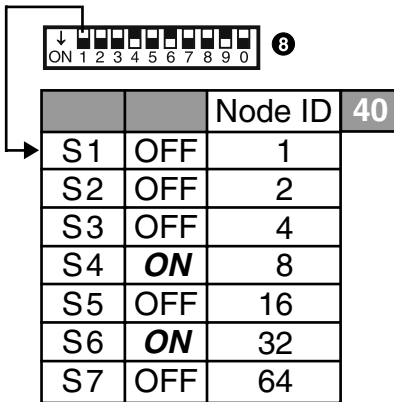 ↓
ON 1 2 3 4 5 6 7 8 9 0
8
Node ID 40
S1 OFF 1
S2 OFF 2
S3 OFF 4
S4 ON 8
S5 OFF 16
S6 ON 32
S7 OFF 64